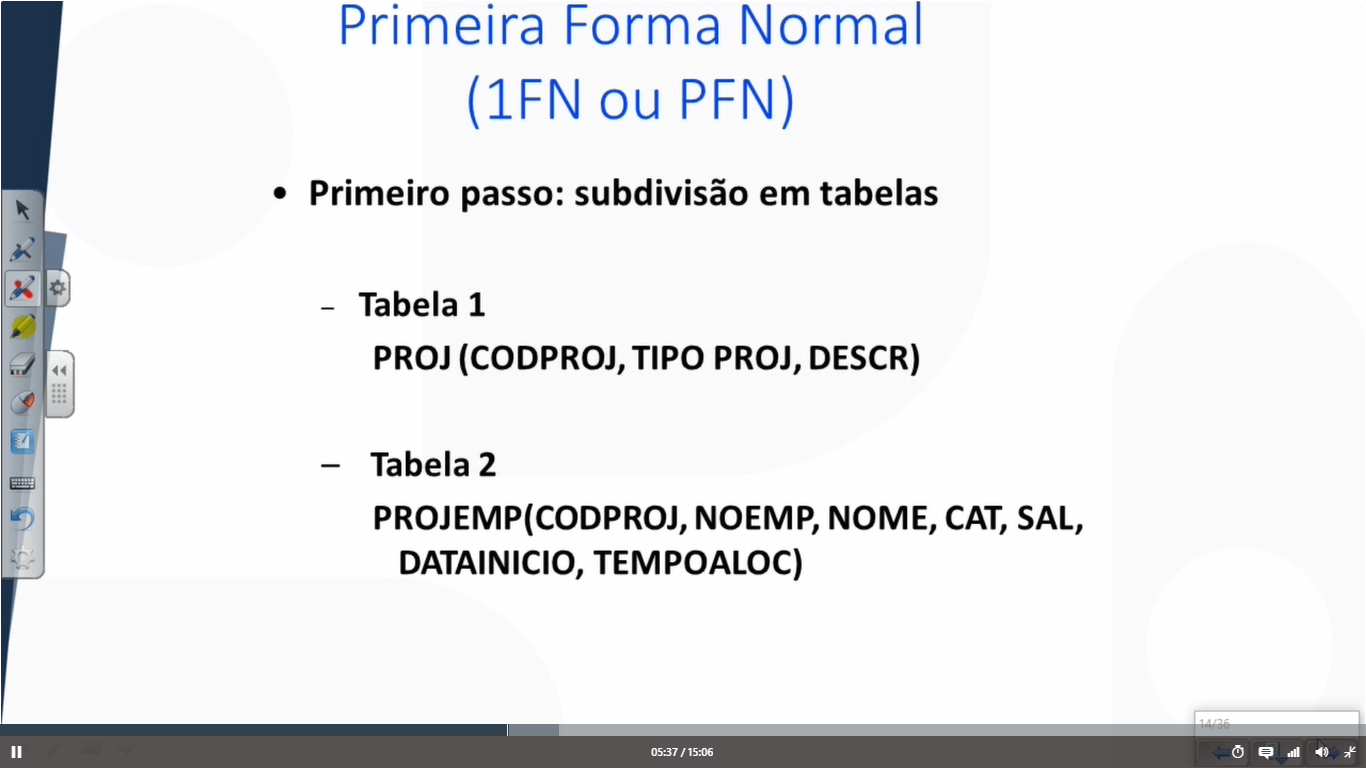 Primeira Forma Normal
(1FN ou PFN)
• Primeiro passo: subdivisão em tabelas
– Tabela 1
PROJ (CODPROJ, TIPO PROJ, DESCR)
– Tabela 2
PROJEMP(CODPROJ, NOEMP, NOME, CAT, SAL,
DATAINICIO, TEMPOALOC)
14/36
05:37 / 15:06